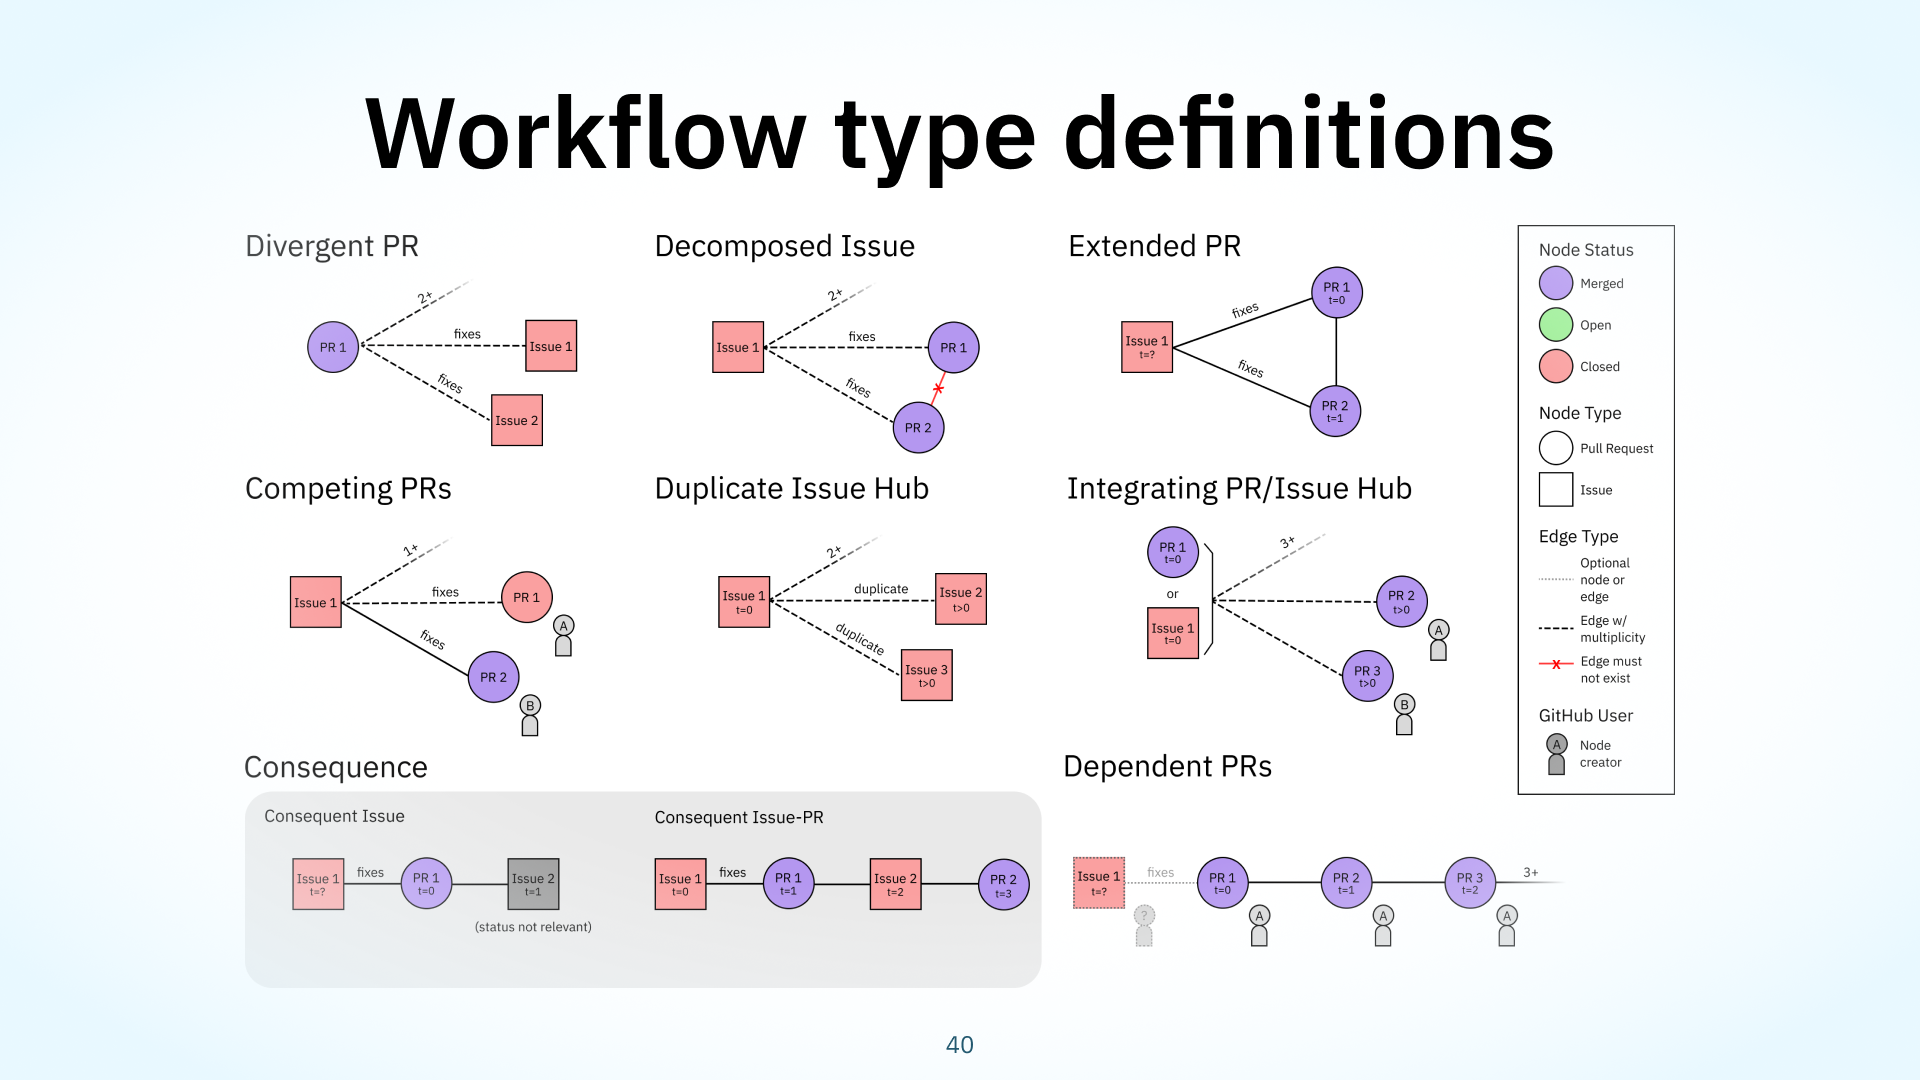 Workflow type definitions
Divergent PR
2+
PR 1
fixes
Issue 1
fixes
Issue 2
Decomposed Issue
2+
Issue 1
fixes
PR 1
fixes
x
PR 2
Extended PR
PR 1
t=0
fixes
Issue 1
t=?
fixes
PR 2
t=1
Competing PRs
1+
Issue 1
fixes
PR 1
A
fixes
PR 2
B
Duplicate Issue Hub
2+
Issue 1
t=0
duplicate
Issue 2
t>0
duplicate
Issue 3
t>0
Integrating PR/Issue Hub
PR 1
t=0
or
Issue 1
t=0
3+
PR 2
t>0
A
PR 3
t>0
B
Consequence
Consequent Issue
Issue 1
t=?
fixes
PR 1
t=0
Issue 2
t=1
(status not relevant)
Consequent Issue-PR
Issue 1
t=0
fixes
PR 1
t=1
Issue 2
t=2
PR 2
t=3
Dependent PRs
Issue 1
t=?
fixes
?
PR 1
t=0
A
PR 2
t=1
A
PR 3
t=2
A
3+
Node Status
Merged
Open
Closed
Node Type
Pull Request
Issue
Edge Type
Optional
node or
edge
Edge w/
multiplicity
x
Edge must
not exist
GitHub User
A
Node
creator
40